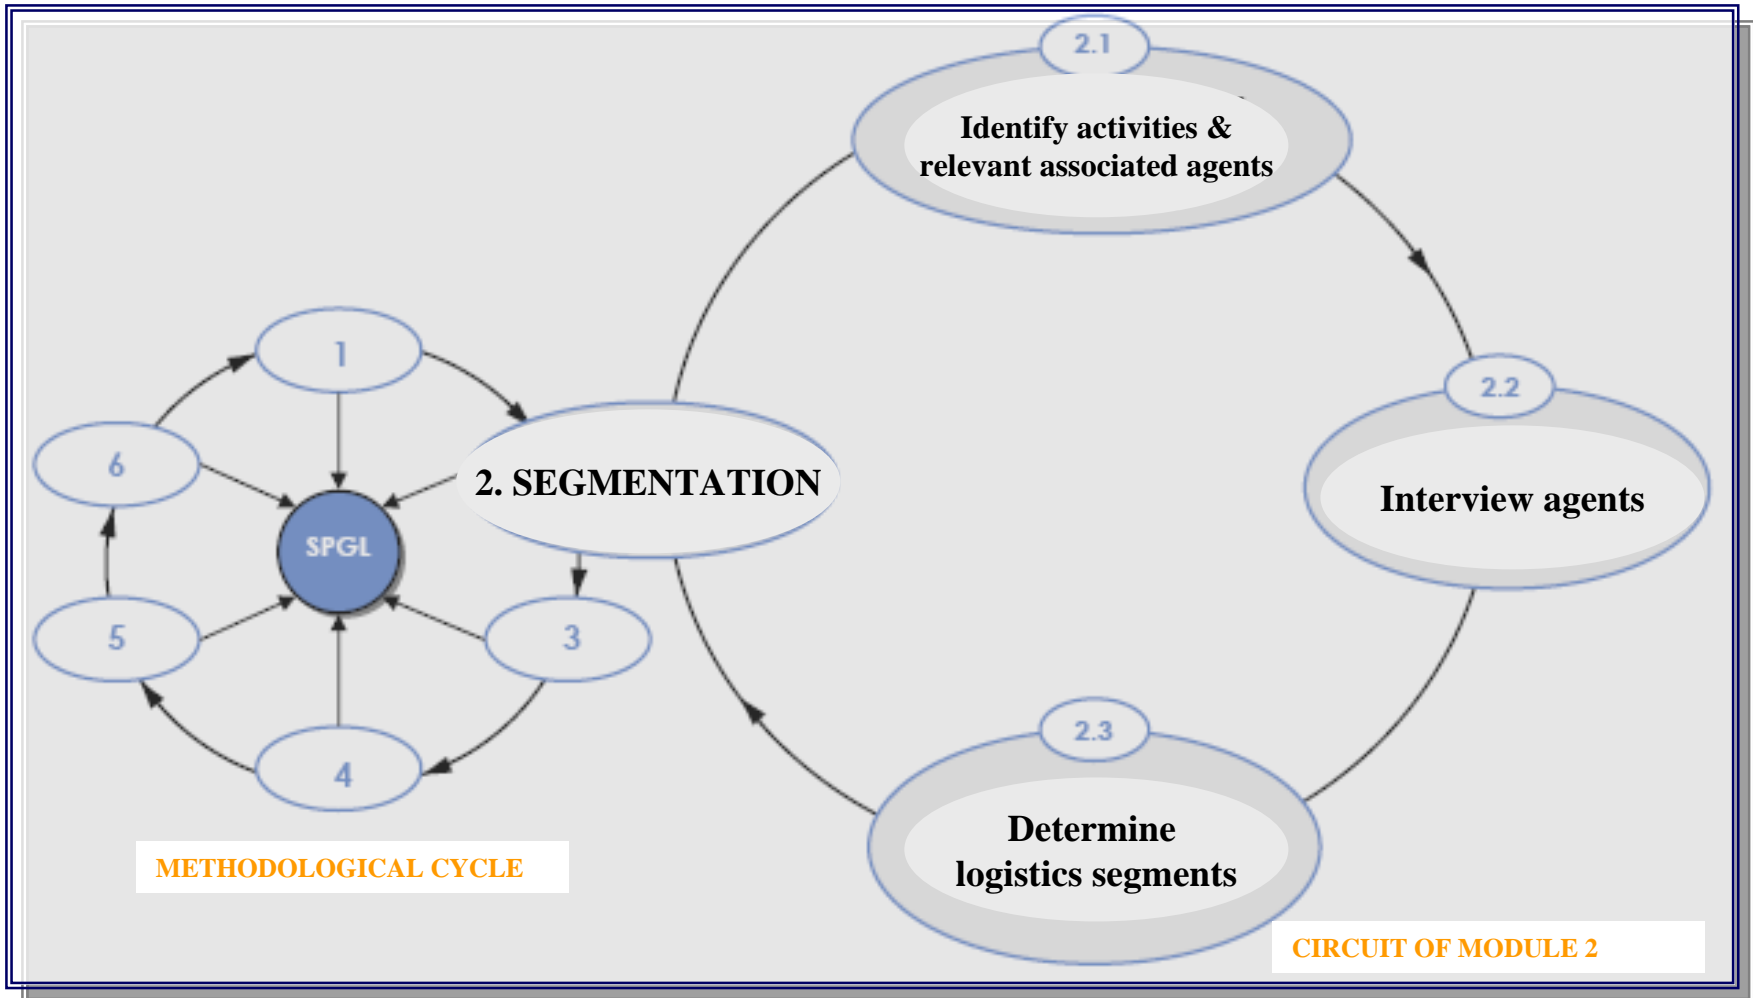 2.1
Identify activities &
relevant associated agents
1
2.2
6
2. SEGMENTATION
Interview agents
SPGL
5
3
2.3
4
Determine
logistics segments
METHODOLOGICAL CYCLE
CIRCUIT OF MODULE 2